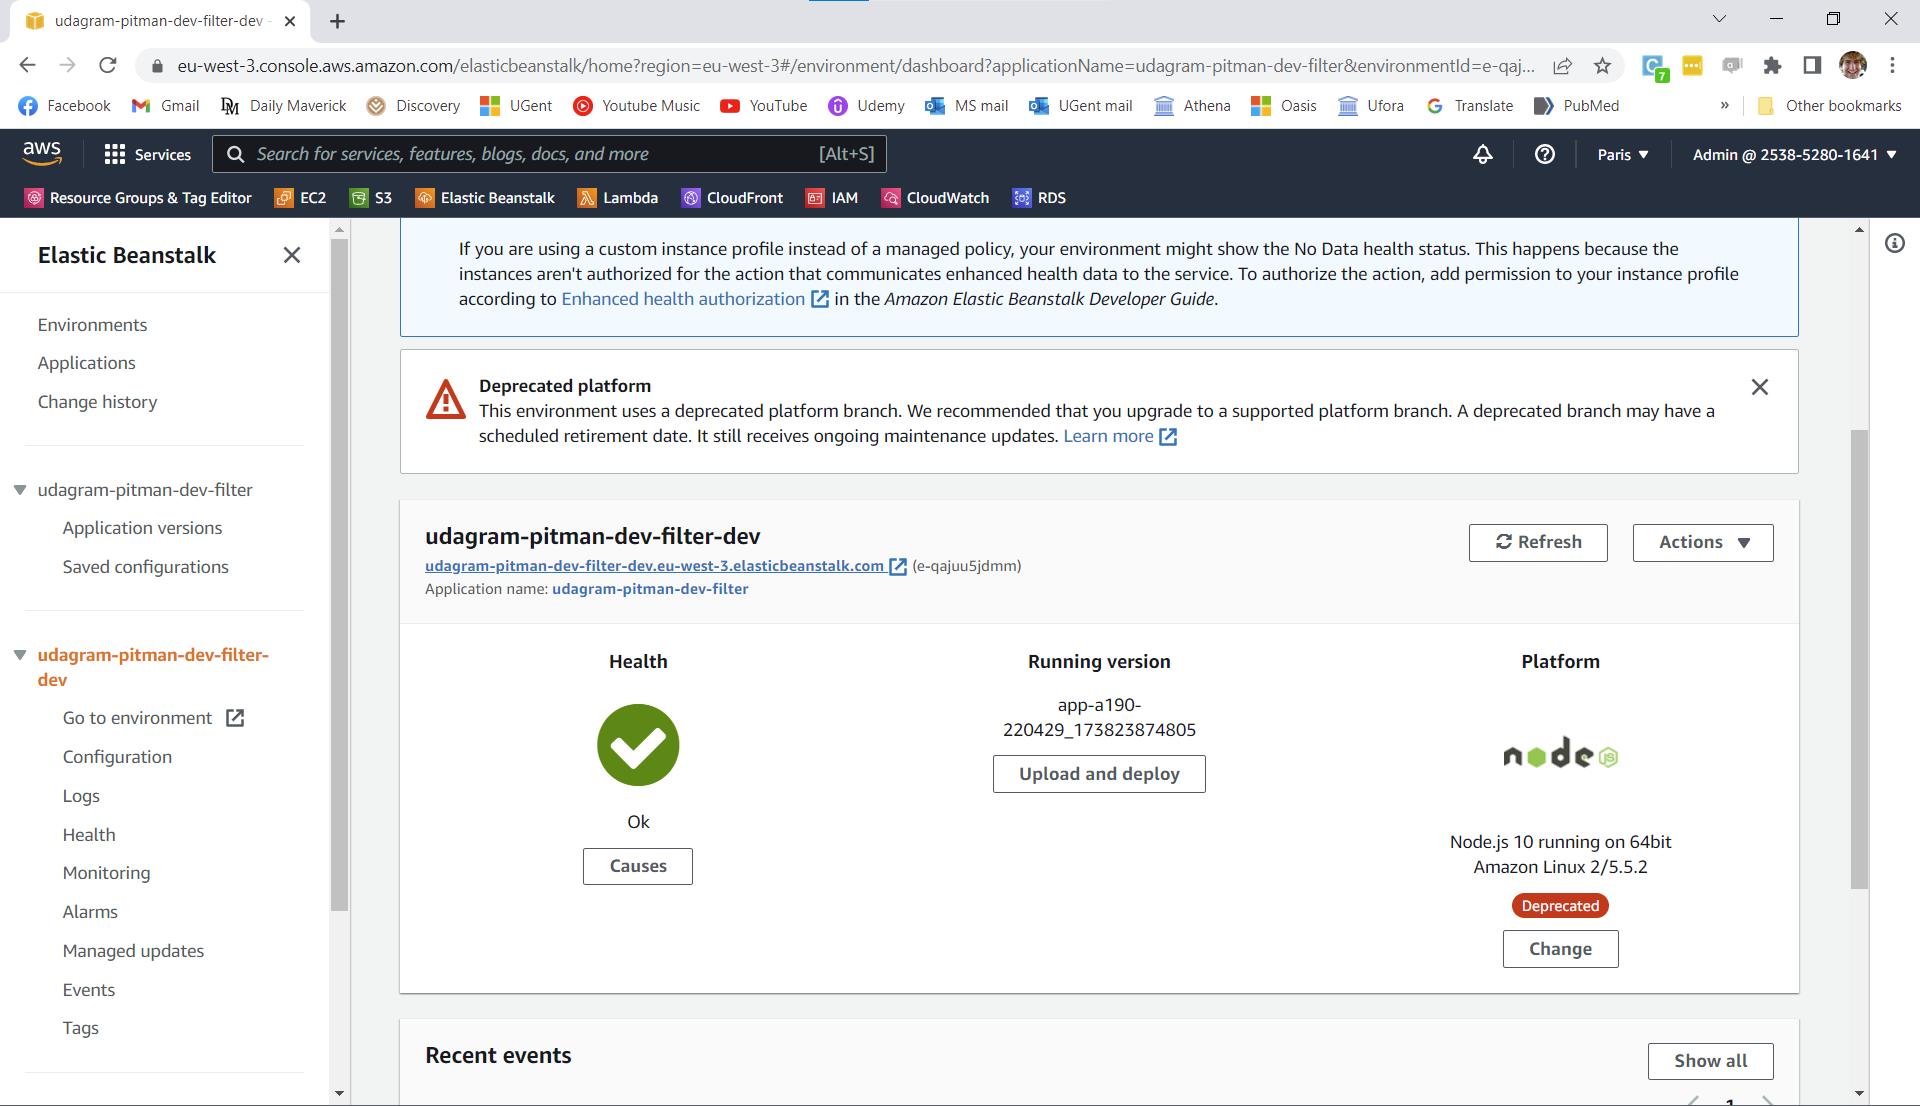 udagram-pitman-dev-filter-dev -
eu-west-3.console.aws.amazon.com/elasticbeanstalk/home?region=eu-west-3#/environment/dashboard?applicationName=udagram-pitman-dev-filter&environmentId=e-qaj...
7
Facebook
Gmail
DM
Daily Maverick
Discovery
UGent
Youtube Music
YouTube
Udemy
MS mail
UGent mail
Athena
Oasis
Ufora
Translate
PubMed
»
Other bookmarks
aws
Services
Search for services, features, blogs, docs, and more
[Alt+S]
Paris
Admin @ 2538-5280-1641
Resource Groups & Tag Editor
EC2
S3
Elastic Beanstalk
Lambda
CloudFront
IAM
CloudWatch
RDS
Elastic Beanstalk
Environments
Applications
Change history
udagram-pitman-dev-filter
Application versions
Saved configurations
udagram-pitman-dev-filter-
dev
Go to environment
Configuration
Logs
Health
Monitoring
Alarms
Managed updates
Events
Tags
If you are using a custom instance profile instead of a managed policy, your environment might show the No Data health status. This happens because the
instances aren't authorized for the action that communicates enhanced health data to the service. To authorize the action, add permission to your instance profile
according to Enhanced health authorization in the Amazon Elastic Beanstalk Developer Guide.
Deprecated platform
This environment uses a deprecated platform branch. We recommended that you upgrade to a supported platform branch. A deprecated branch may have a
scheduled retirement date. It still receives ongoing maintenance updates. Learn more
udagram-pitman-dev-filter-dev
udagram-pitman-dev-filter-dev.eu-west-3.elasticbeanstalk.com (e-qajuu5jdmm)
Application name: udagram-pitman-dev-filter
Refresh
Actions
Health
Ok
Causes
Running version
app-a190-
220429_173823874805
Upload and deploy
Platform
node JS
Node.js 10 running on 64bit
Amazon Linux 2/5.5.2
Deprecated
Change
Recent events
Show all
1